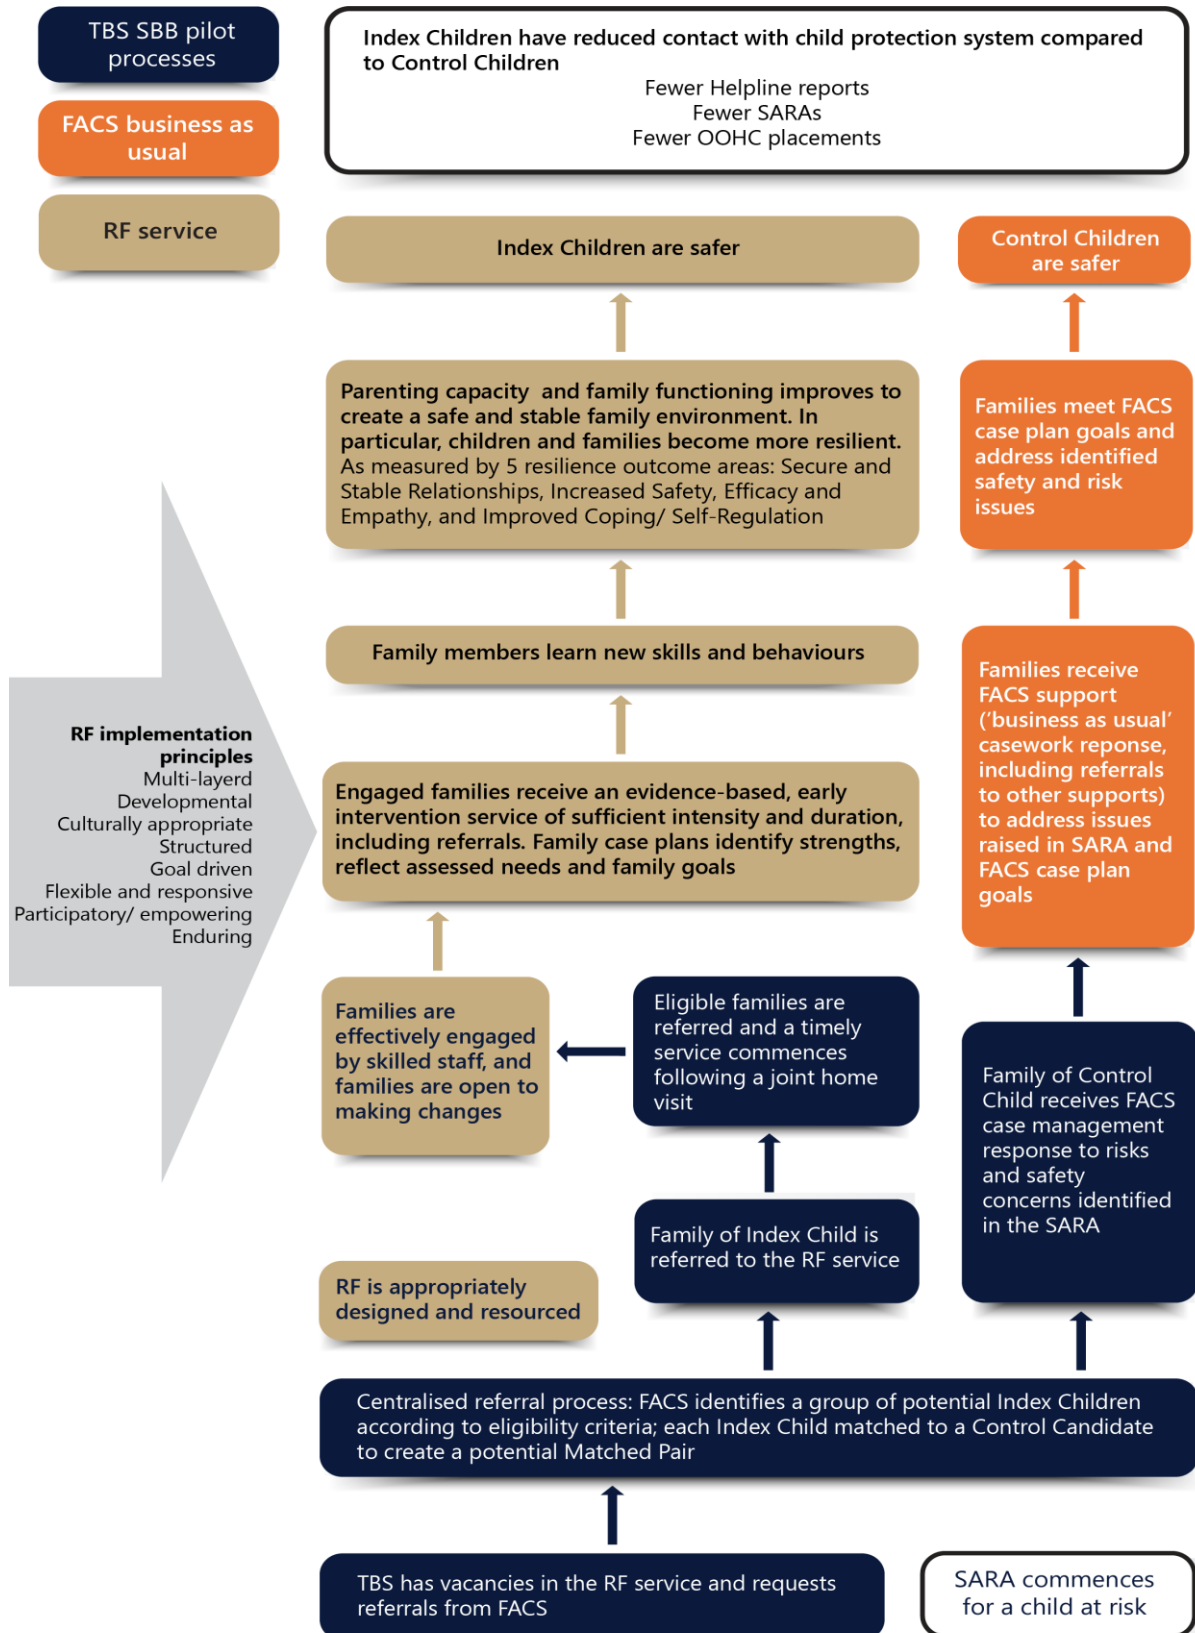 TBS SBB pilot
processes
FACS business as
usual
RF service
Index Children have reduced contact with child protection system compared
to Control Children
Fewer Helpline reports
Fewer SARAs
Fewer OOHC placements
Index Children are safer
Control Children
are safer
Parenting capacity and family functioning improves to
create a safe and stable family environment. In
particular, children and families become more resilient.
As measured by 5 resilience outcome areas: Secure and
Stable Relationships, Increased Safety, Efficacy and
Empathy, and Improved Coping/ Self-Regulation
Families meet FACS
case plan goals and
address identified
safety and risk
issues
Family members learn new skills and behaviours
Families receive
FACS support
('business as usual'
casework reponse,
including referrals
to other supports)
to address issues
raised in SARA and
FACS case plan
goals
RF implementation
principles
Multi-layerd
Developmental
Culturally appropriate
Structured
Goal driven
Flexible and responsive
Participatory/ empowering
Enduring
Engaged families receive an evidence-based, early
intervention service of sufficient intensity and duration,
including referrals. Family case plans identify strengths,
reflect assessed needs and family goals
Families are
effectively engaged
by skilled staff, and
families are open to
making changes
Eligible families are
referred and a timely
service commences
following a joint home
visit
Family of Control
Child receives FACS
case management
response to risks
and safety
concerns identified
in the SARA
Family of Index Child is
referred to the RF service
RF is appropriately
designed and resourced
Centralised referral process: FACS identifies a group of potential Index Children
according to eligibility criteria; each Index Child matched to a Control Candidate
to create a potential Matched Pair
TBS has vacancies in the RF service and requests
referrals from FACS
SARA commences
for a child at risk